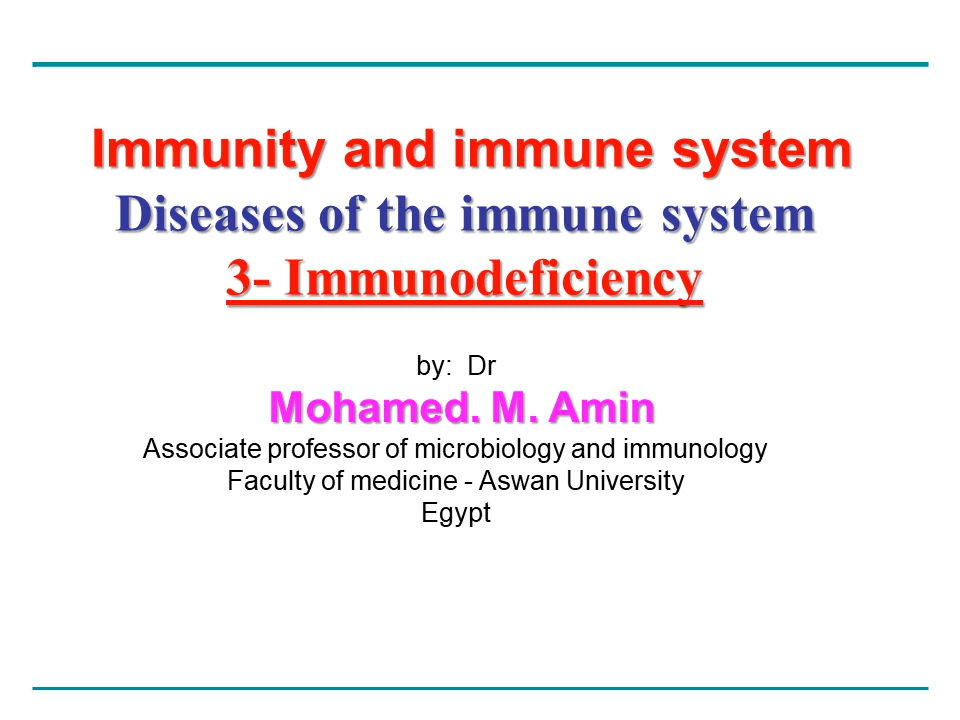 Immunity and immune system
Diseases of the immune system
3- Immunodeficiency
by:  Dr
Mohamed. M. Amin
Associate professor of microbiology and immunology
Faculty of medicine - Aswan University
Egypt